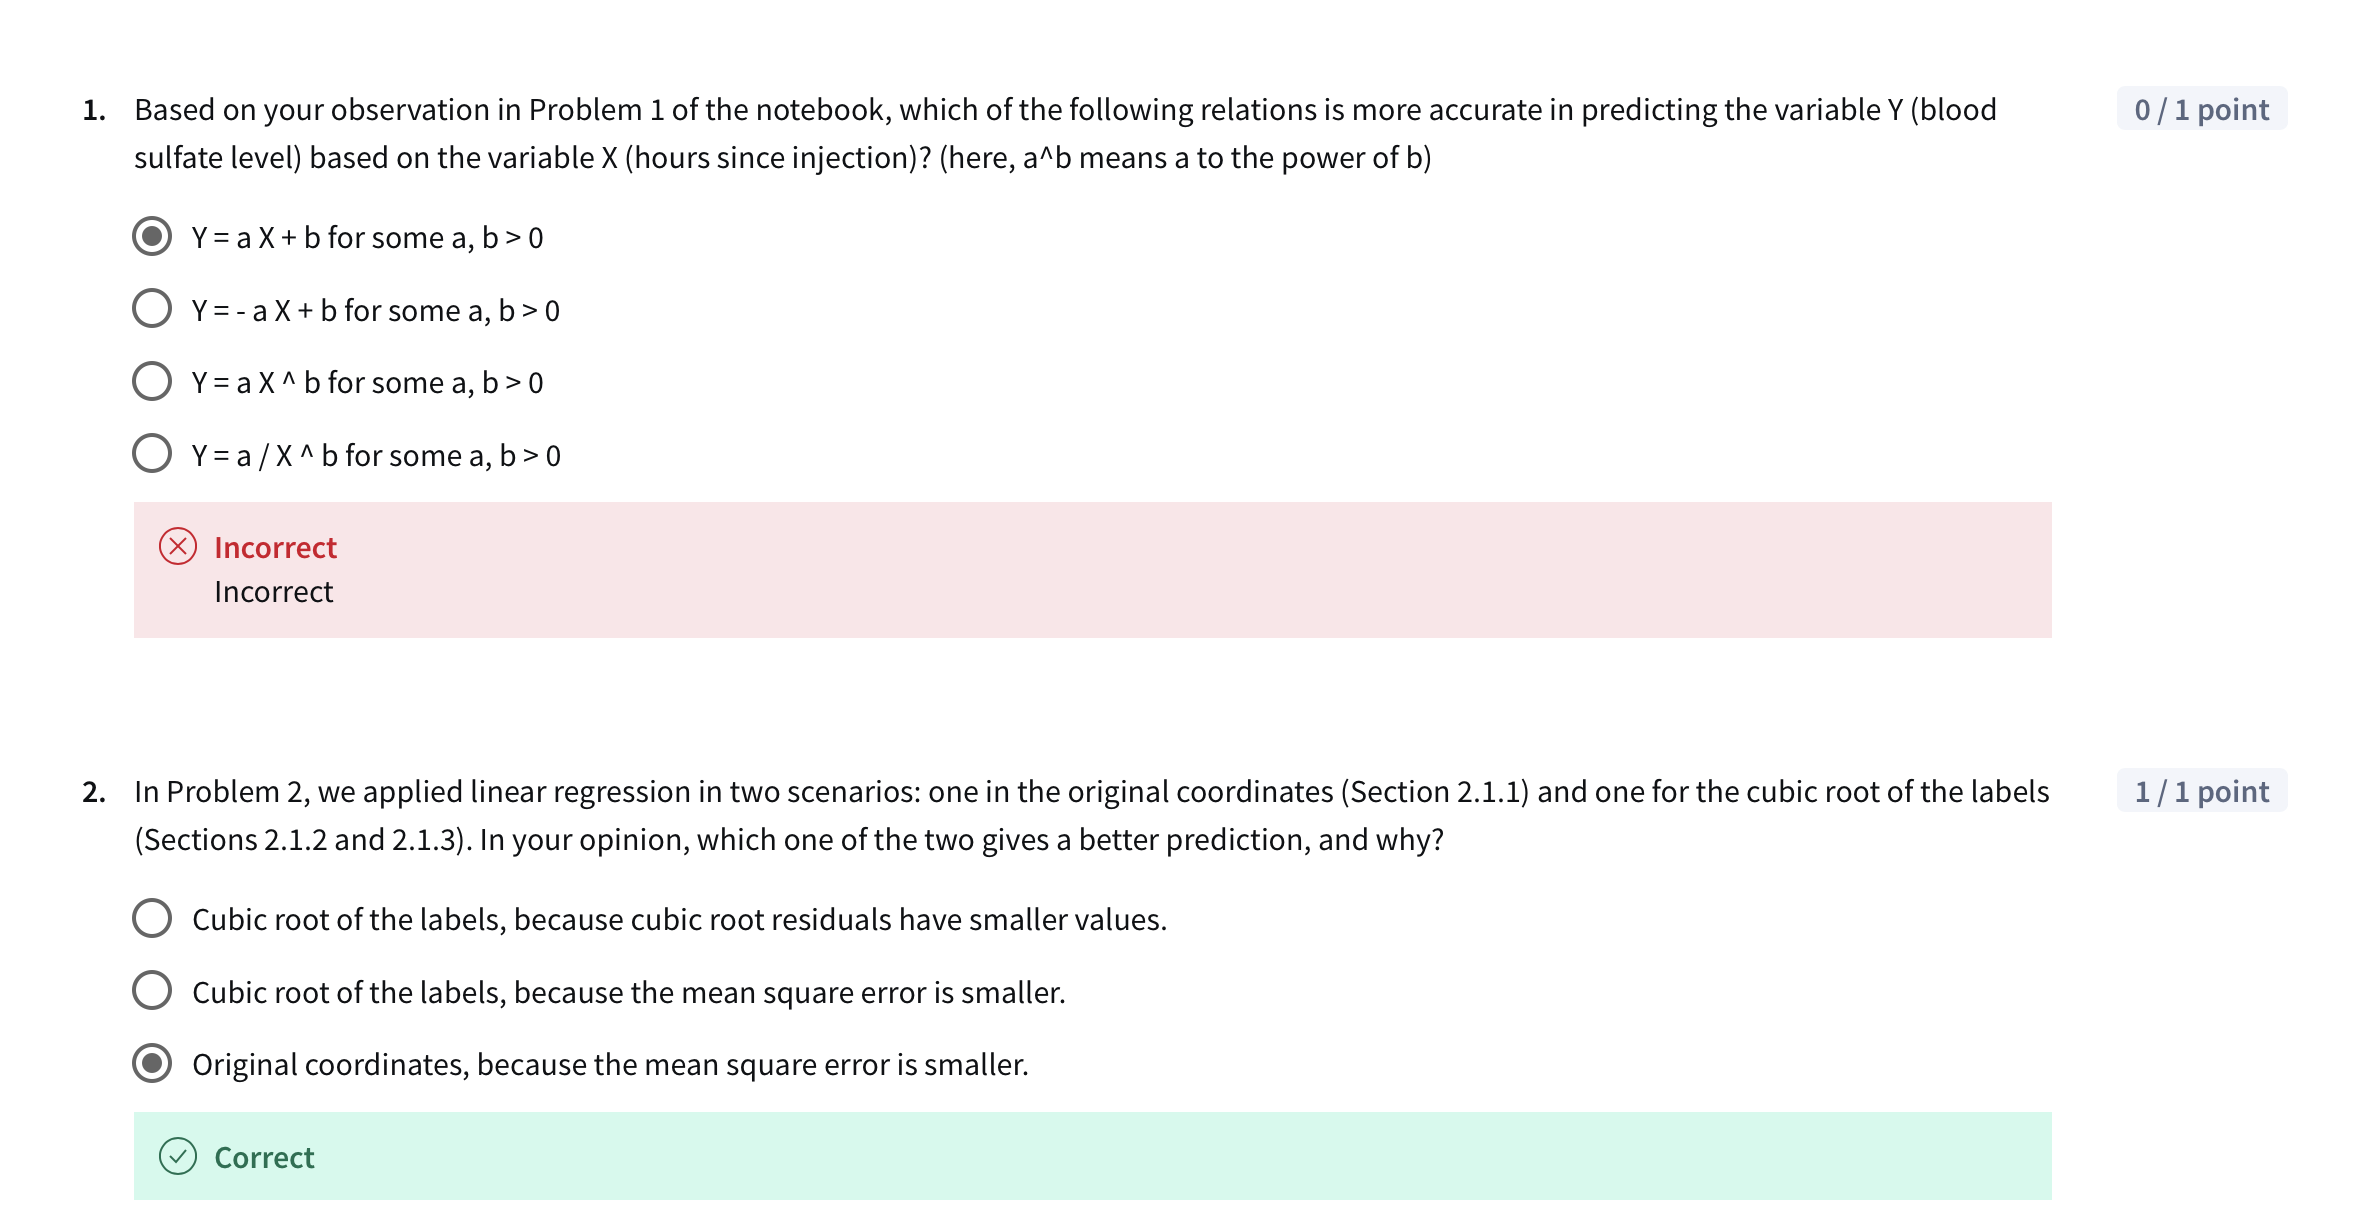 1. Based on your observation in Problem 1 of the notebook, which of the following relations is more accurate in predicting the variable Y (blood
sulfate level) based on the variable X (hours since injection)? (here, a^b means a to the power of b)
0 / 1 point
Y = a X + b for some a, b > 0
Y = - a X + b for some a, b > 0
Y = a X ^ b for some a, b > 0
Y = a / X ^ b for some a, b > 0
Incorrect
Incorrect
2. In Problem 2, we applied linear regression in two scenarios: one in the original coordinates (Section 2.1.1) and one for the cubic root of the labels
(Sections 2.1.2 and 2.1.3). In your opinion, which one of the two gives a better prediction, and why?
1 / 1 point
Cubic root of the labels, because cubic root residuals have smaller values.
Cubic root of the labels, because the mean square error is smaller.
Original coordinates, because the mean square error is smaller.
Correct